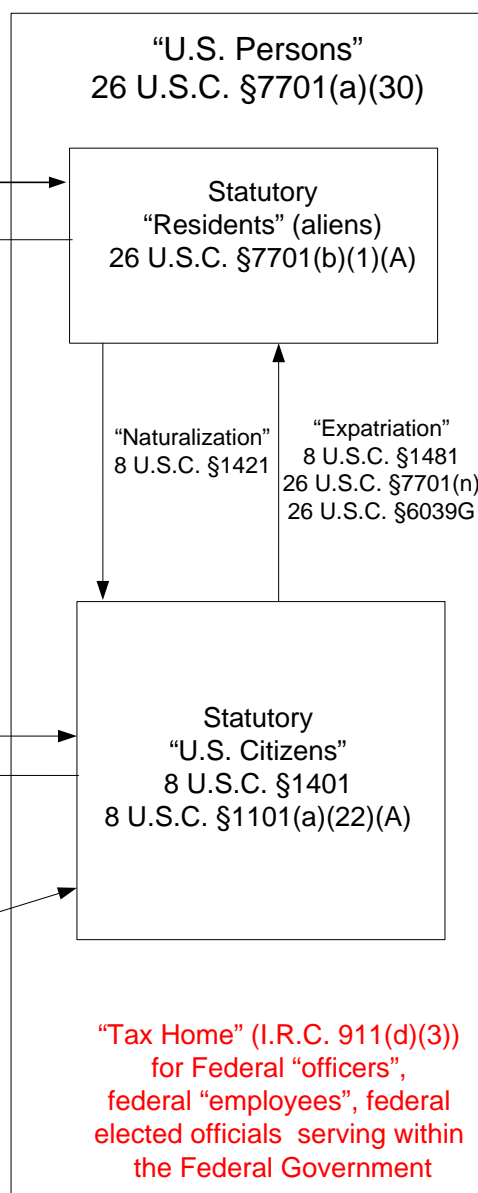 “U.S. Persons”
26 U.S.C. §7701(a)(30)
Statutory
“Residents” (aliens)
26 U.S.C. §7701(b)(1)(A)
“Naturalization”
8 U.S.C. §1421
“Expatriation”
8 U.S.C. §1481
26 U.S.C. §7701(n)
26 U.S.C. §6039G
Statutory
“U.S. Citizens”
8 U.S.C. §1401
8 U.S.C. §1101(a)(22)(A)
“Tax Home” (I.R.C. 911(d)(3))
for Federal “officers”,
federal “employees”, federal
elected officials serving within
the Federal Government